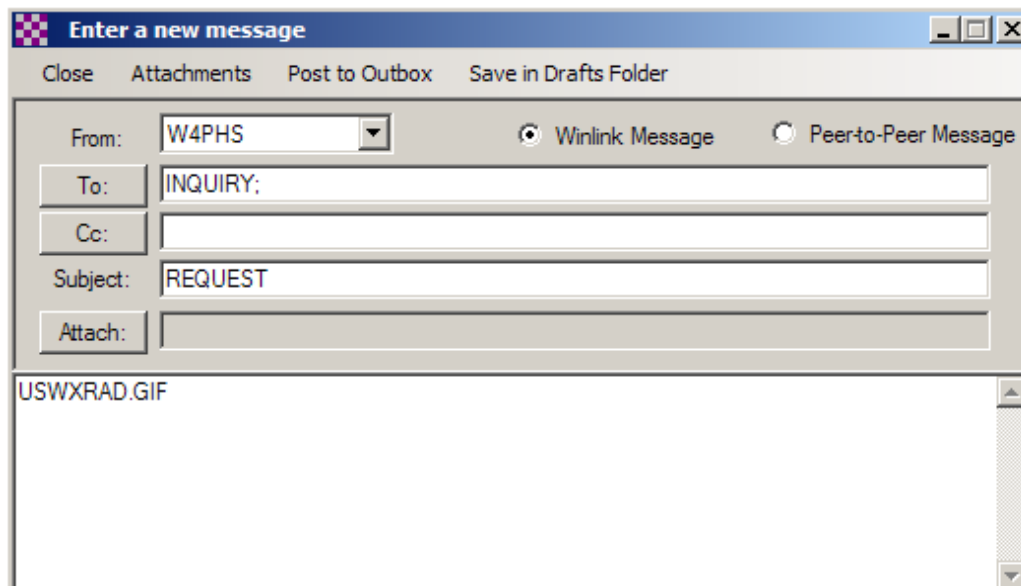 Enter a new message
Close Attachments Post to Outbox Save in Drafts Folder
From: W4PHS Winlink Message Peer-to-Peer Message
To: INQUIRY;
Cc:
Subject: REQUEST
Attach:
USWXRAD.GIF